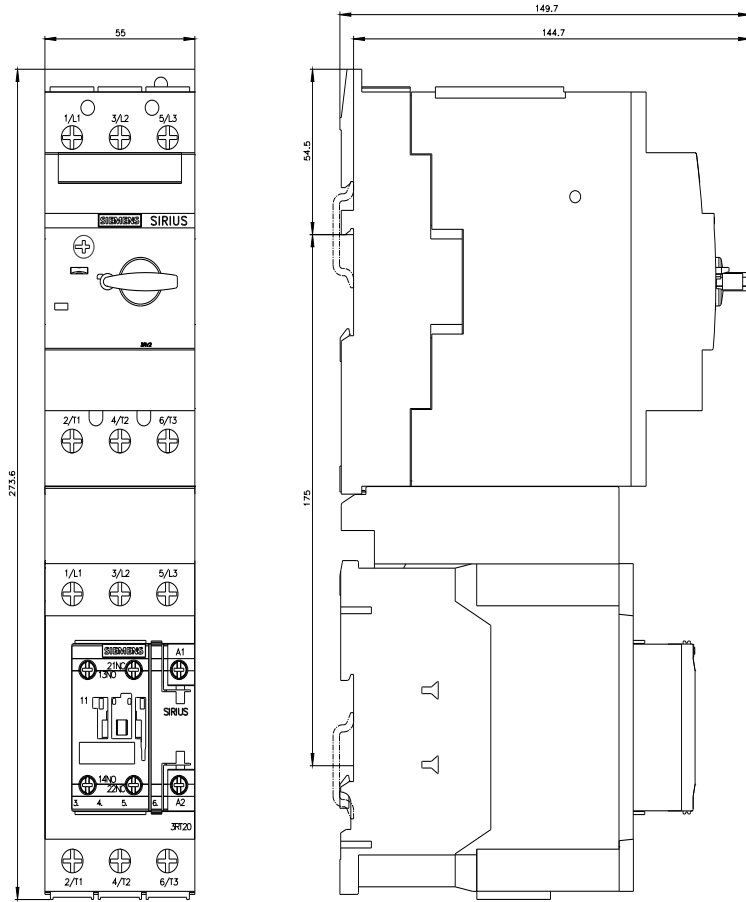 149.7
55
144.7
1/L1 3/L2 5/L3
54.5
SIEMENS SIRIUS
3RV2
2/T1 4/T2 6/T3
273.6
175
1/L1 3/L2 5/L3
SIEMENS A1
21NC
13NO
11
SIRIUS
14NO
22NC
3. 4. 5. 6. A2
3RT20
2/T1 4/T2 6/T3